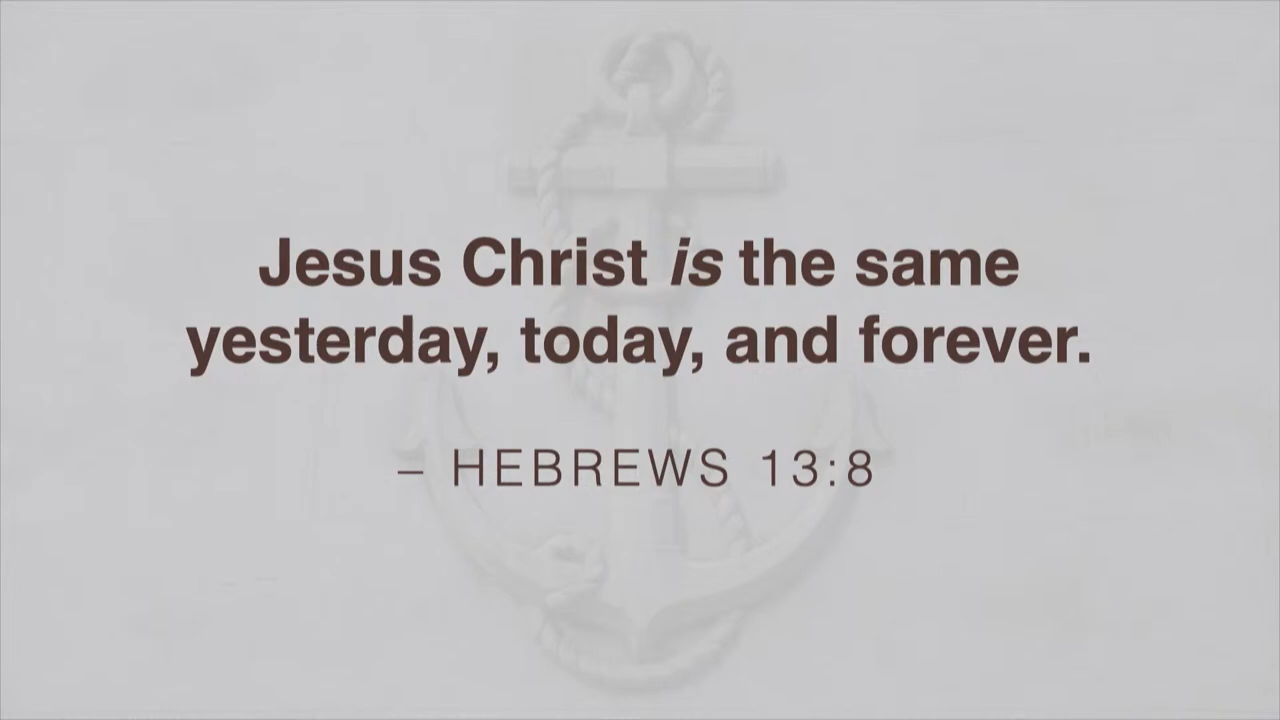 Jesus Christ is the same
yesterday, today, and forever.
– HEBREWS 13:8